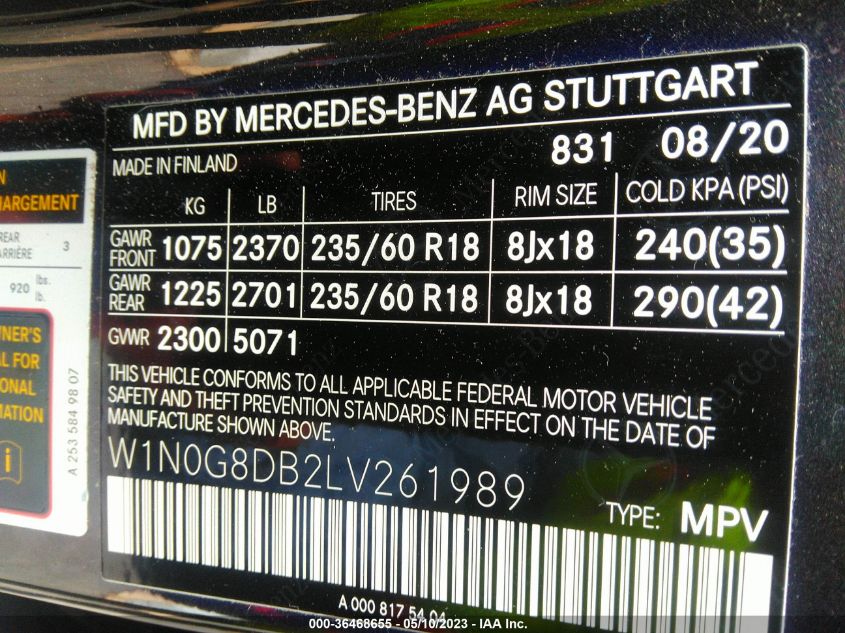 MFD BY MERCEDES-BENZ AG STUTTGART
MADE IN FINLAND 831 08/20
KG LB TIRES RIM SIZE COLD KPA (PSI)
GAWR FRONT 1075 2370 235/60 R18 8Jx18 240(35)
GAWR REAR 1225 2701 235/60 R18 8Jx18 290(42)
GVWR 2300 5071
THIS VEHICLE CONFORMS TO ALL APPLICABLE FEDERAL MOTOR VEHICLE
SAFETY AND THEFT PREVENTION STANDARDS IN EFFECT ON THE DATE OF
MANUFACTURE SHOWN ABOVE.
W1N0G8DB2LV261989
TYPE: MPV
A 000 817 54 04
REAR
3
920 lbs.
lb.
A 253 584 98 07
000-36468655 - 05/10/2023 - IAA Inc.